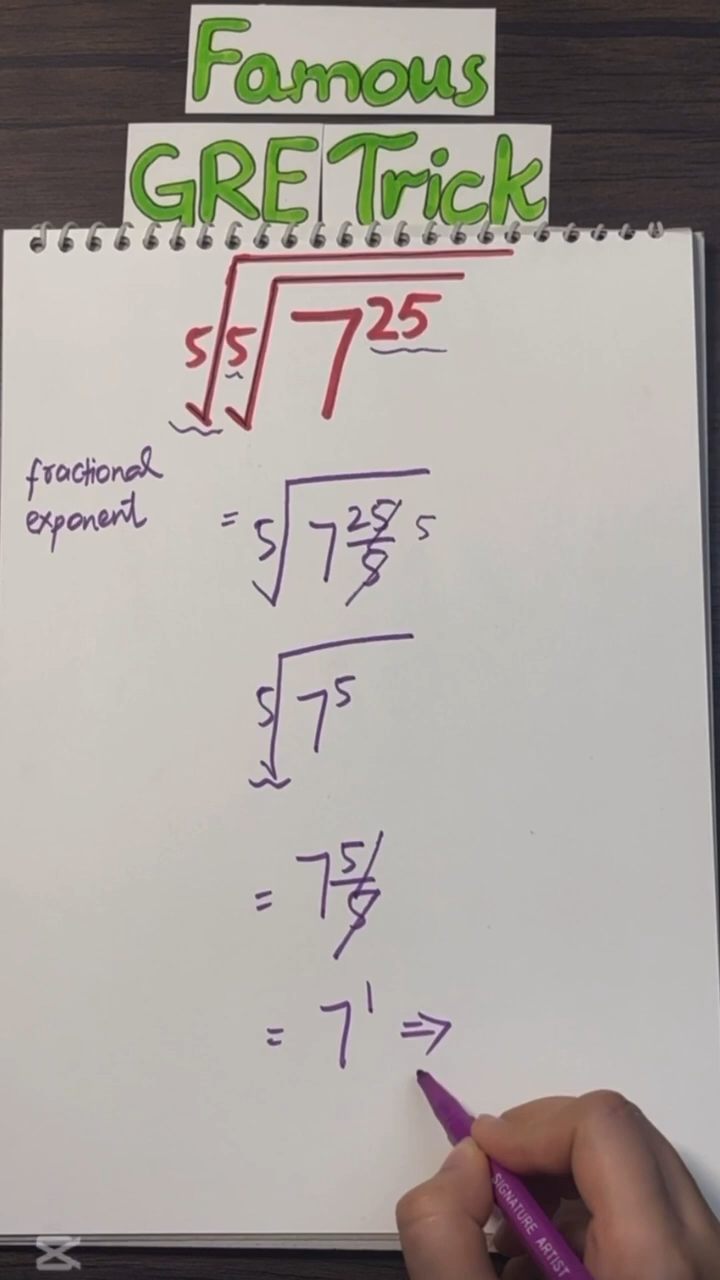 Famous
GRE Trick
⁵√(⁵√(7²⁵))
fractional
exponent
= ⁵√(7^(25/5)) 5
⁵√(7⁵)
= 7^(5/5)
= 7¹ ⇒
SIGNATURE ARTIST